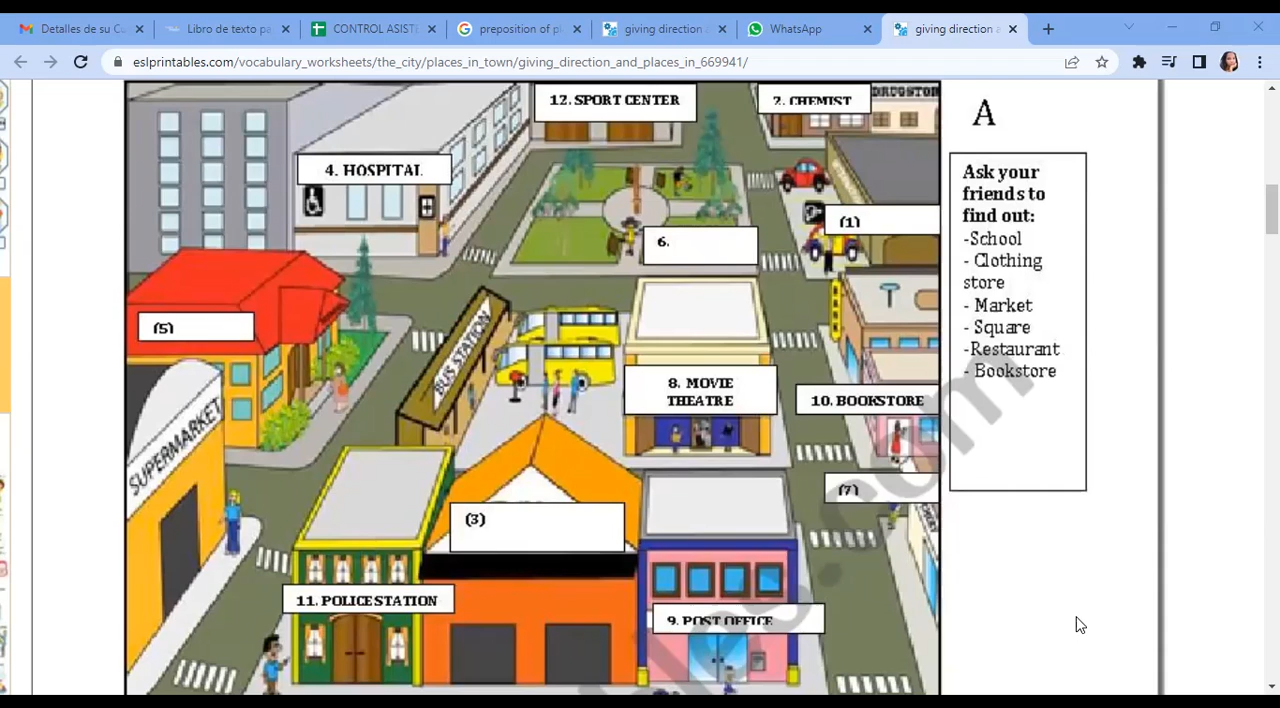 Detalles de su Cu
Libro de texto pa
CONTROL ASIST
preposition of pl
giving direction a
WhatsApp
giving direction a
eslprintables.com/vocabulary_worksheets/the_city/places_in_town/giving_direction_and_places_in_669941/
12. SPORT CENTER
2. CHEMIST
DRUGSTOR
A
4. HOSPITAL
Ask your
friends to
find out:
-School
- Clothing
store
- Market
- Square
-Restaurant
- Bookstore
(1)
6.
(5)
BUS STATION
8. MOVIE
THEATRE
10. BOOKSTORE
SUPERMARKET
(7)
(3)
11. POLICE STATION
9. POST OFFICE